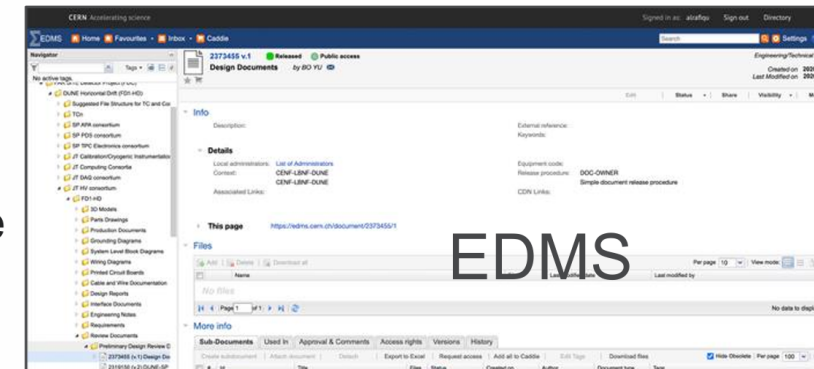 CERN Accelerating science
Signed in as: alrafiqu Sign out Directory
EDMS Home Favourites Inbox Caddie
Search
Settings
Navigator
Tags
No active tags.
2373455 v.1 Released Public access
Design Documents by BO YU
Engineering/Technical
Created on
Last Modified on
Edit Status Share Visibility
DUNE Horizontal Drift (FD1-HD)
Suggested File Structure for TC and Cor
TCn
SP APA consortium
SP PDS consortium
SP TPC Electronics consortium
JT Calibration/Cryogenic Instrumentation
JT Computing Consortia
JT DAQ consortium
JT HV consortium
FD1-HD
3D Models
Parts Drawings
Production Documents
Grounding Diagrams
System Level Block Diagrams
Wiring Diagrams
Printed Circuit Boards
Cable and Wire Documentation
Design Reports
Interface Documents
Engineering Notes
Requirements
Review Documents
Preliminary Design Review D
2373455 (v.1) Design Do
2319150 (v.2) DUNE-SP
Info
Description:
External reference:
Keywords:
Details
Local administrators: List of Administrators
Equipment code:
Context: CENF-LBNF-DUNE
Release procedure: DOC-OWNER
CENF-LBNF-DUNE
Simple document release procedure
Associated Links:
CDN Links:
This page https://edms.cern.ch/document/2373455/1
EDMS
Files
Add Delete Download all
Per page 10 View mode:
Name
Last modified by
No files
Page 1 of 1
No data to displ
More info
Sub-Documents Used In Approval & Comments Access rights Versions History
Create subdocument Attach document Detach Export to Excel Request access Add all to Caddie Edit Tags Download files Hide Obsolete Per page 100
# Id Title Files Status Created on Author Document type Tags